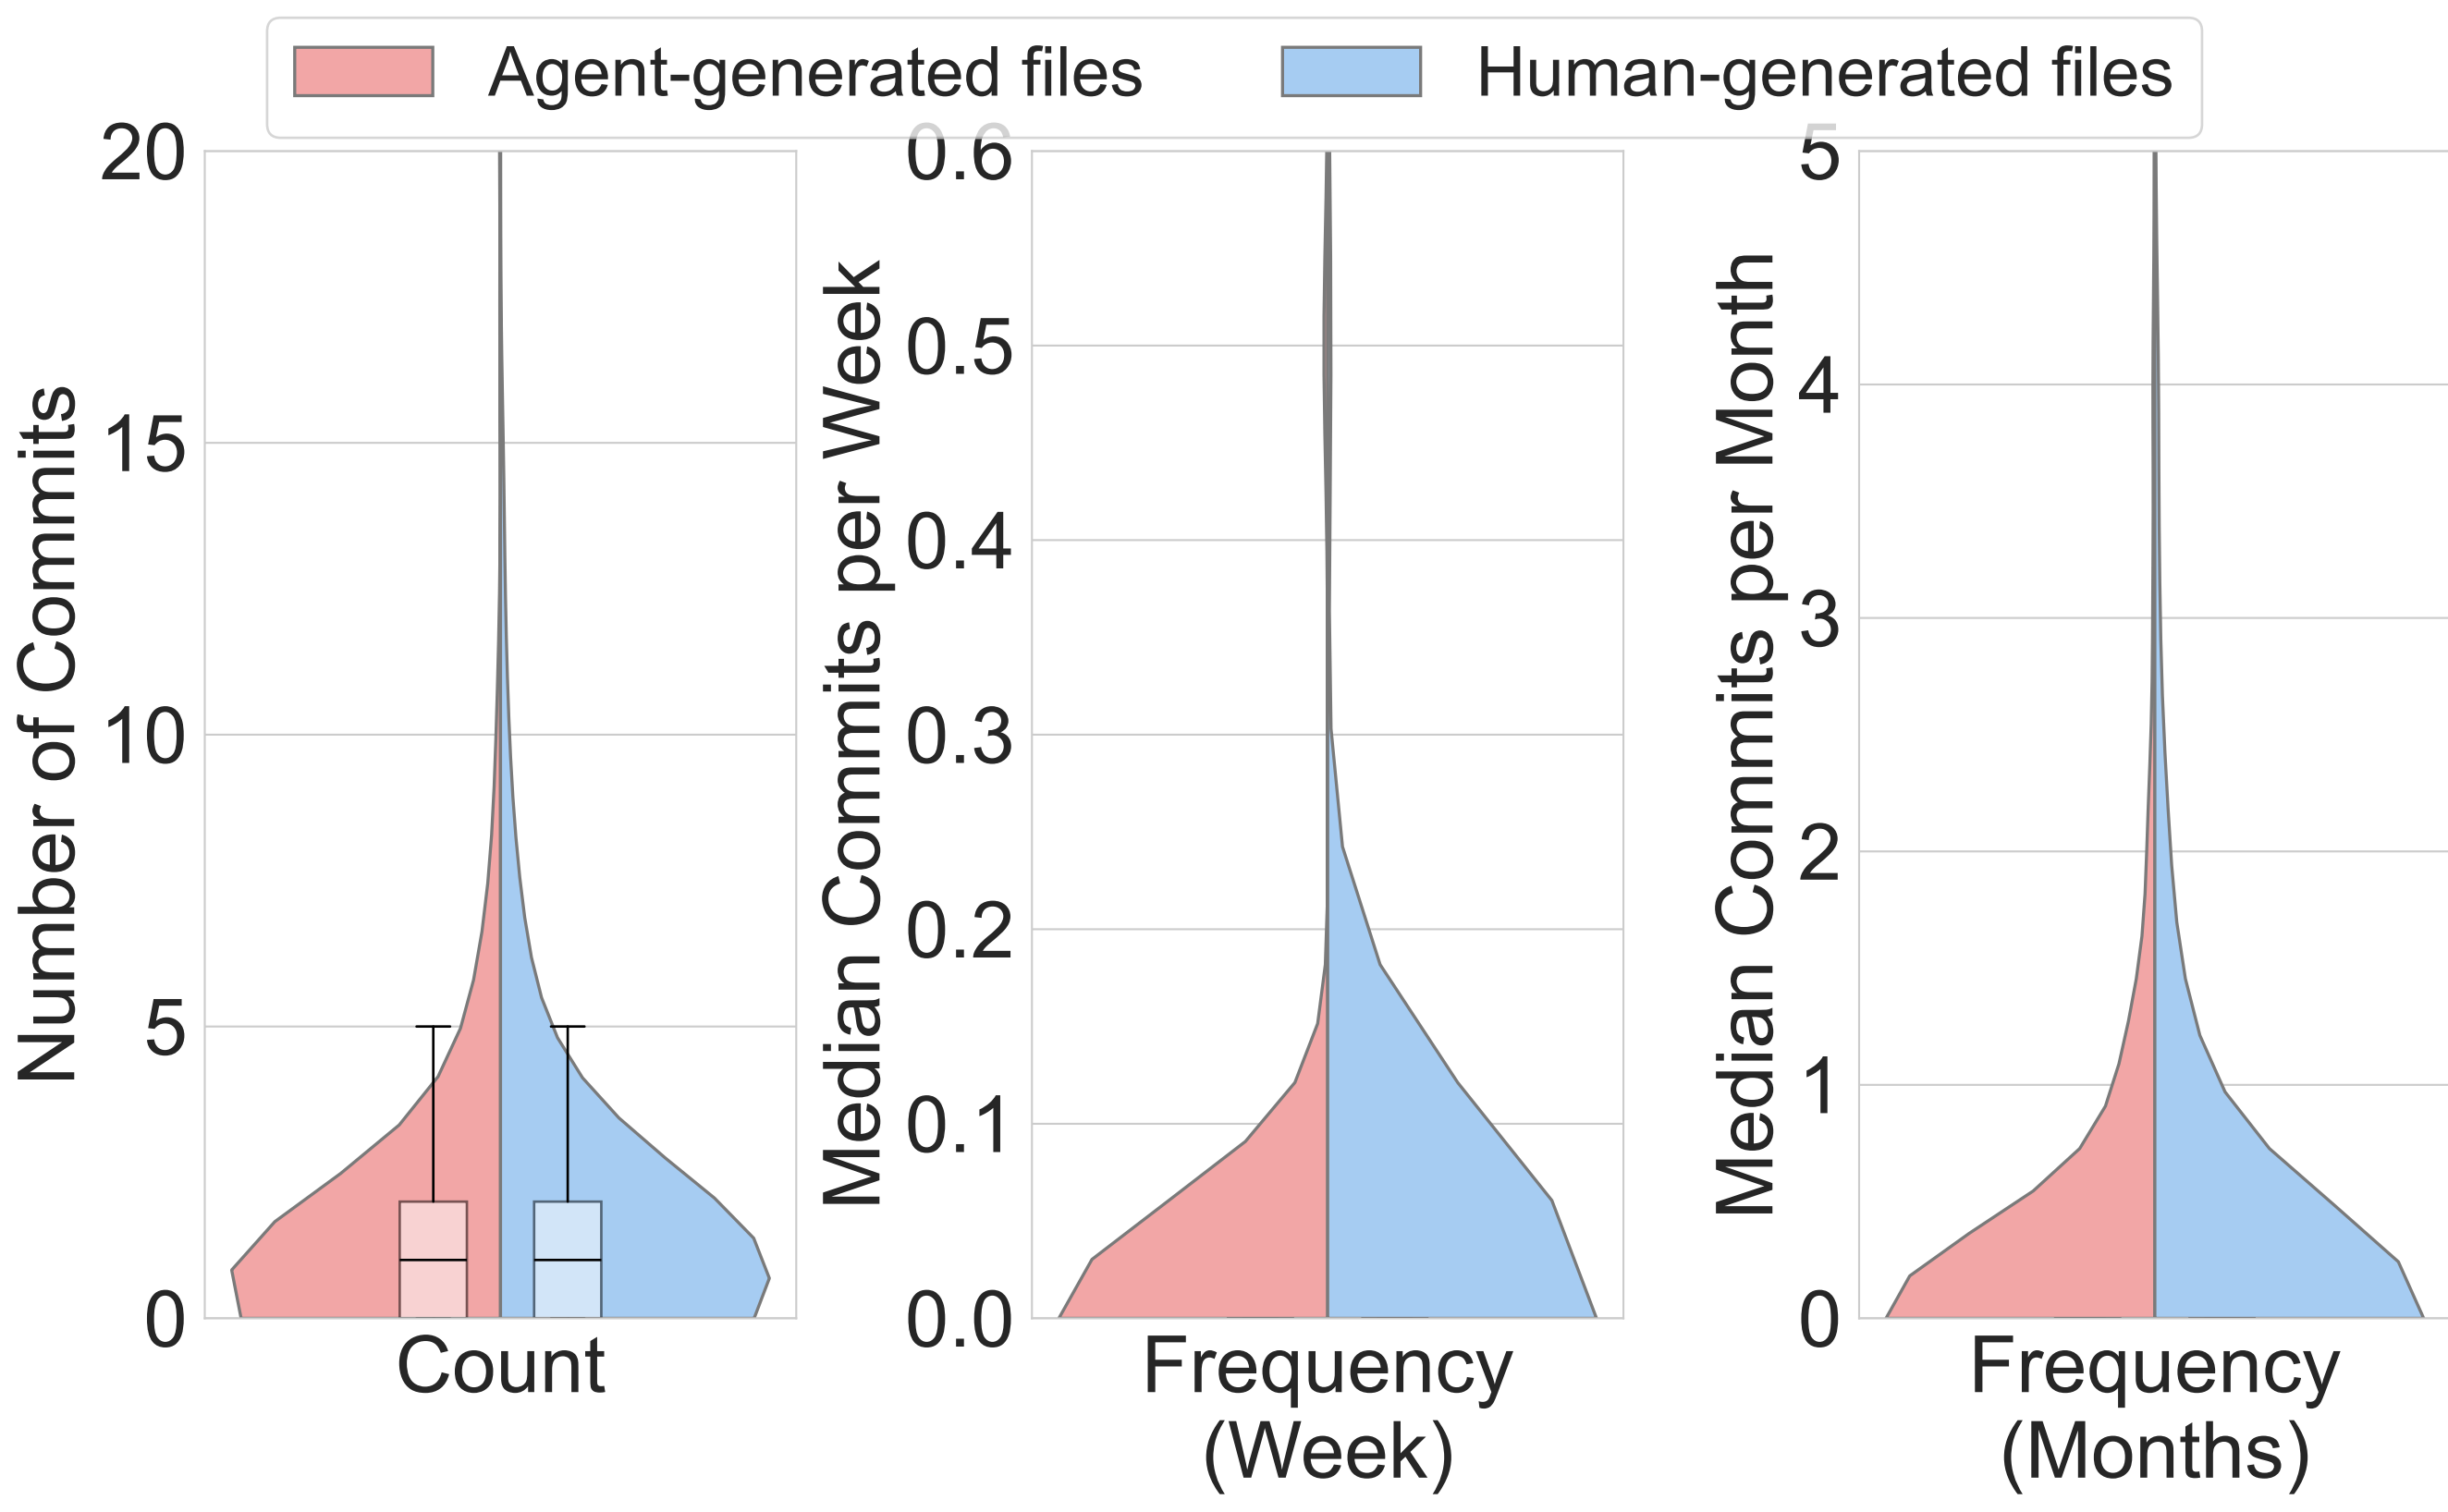 Agent-generated files
Human-generated files
Number of Commits
20
15
10
5
0
Count
Median Commits per Week
0.6
0.5
0.4
0.3
0.2
0.1
0.0
Frequency
(Week)
Median Commits per Month
5
4
3
2
1
0
Frequency
(Months)